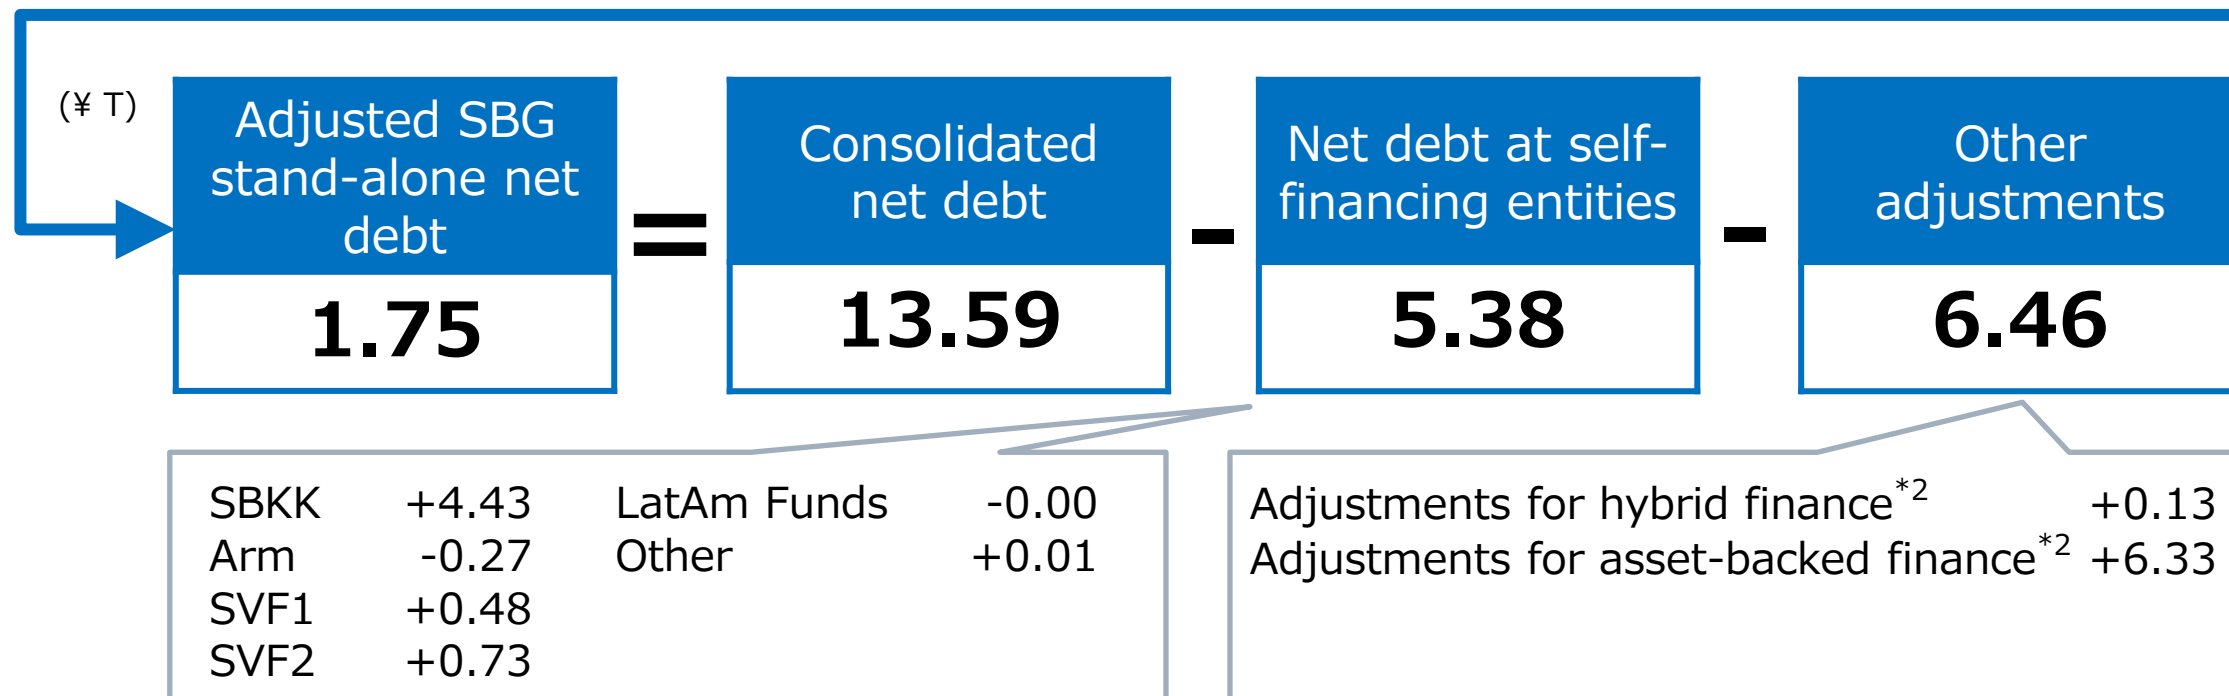 (¥ T)
Adjusted SBG
stand-alone net
debt
1.75
=
Consolidated
net debt
13.59
-
Net debt at self-
financing entities
5.38
-
Other
adjustments
6.46
SBKK +4.43 LatAm Funds -0.00
Arm -0.27 Other +0.01
SVF1 +0.48
SVF2 +0.73
Adjustments for hybrid finance*2 +0.13
Adjustments for asset-backed finance*2 +6.33